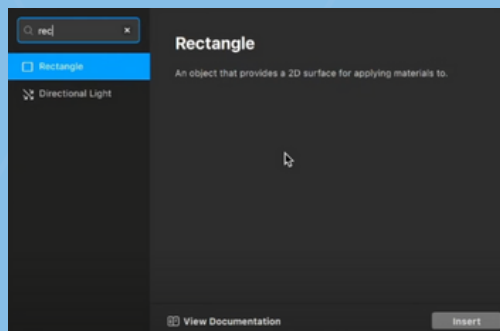 rec
Rectangle
Directional Light
Rectangle
An object that provides a 2D surface for applying materials to.
View Documentation
Insert